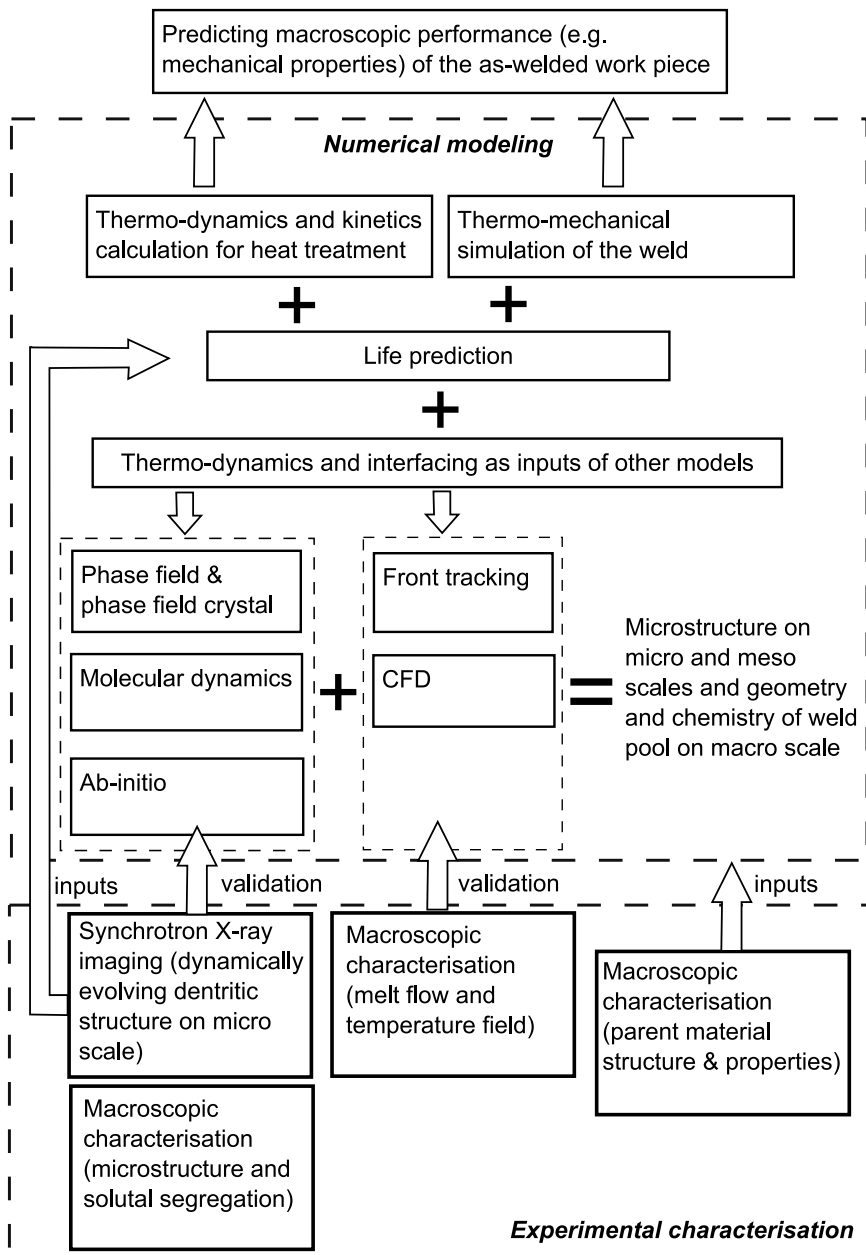 Predicting macroscopic performance (e.g.
mechanical properties) of the as-welded work piece
Numerical modeling
Thermo-dynamics and kinetics
calculation for heat treatment
Thermo-mechanical
simulation of the weld
+
+
Life prediction
+
Thermo-dynamics and interfacing as inputs of other models
Phase field &
phase field crystal
Molecular dynamics
Ab-initio
+
Front tracking
CFD
=
Microstructure on
micro and meso
scales and geometry
and chemistry of weld
pool on macro scale
inputs
validation
validation
inputs
Synchrotron X-ray
imaging (dynamically
evolving dentritic
structure on micro
scale)
Macroscopic
characterisation
(melt flow and
temperature field)
Macroscopic
characterisation
(parent material
structure & properties)
Macroscopic
characterisation
(microstructure and
solutal segregation)
Experimental characterisation